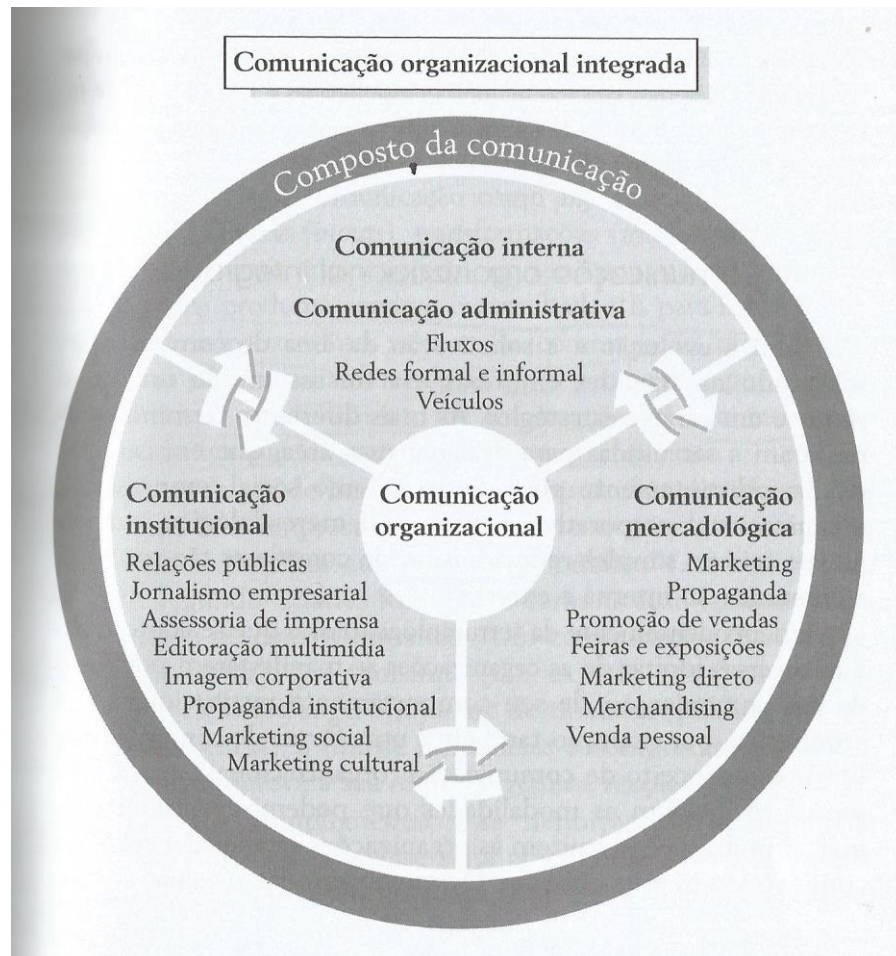 Comunicação organizacional integrada
Composto da comunicação
Comunicação interna
Comunicação administrativa
Fluxos
Redes formal e informal
Veículos
Comunicação
institucional
Relações públicas
Jornalismo empresarial
Assessoria de imprensa
Editoração multimídia
Imagem corporativa
Propaganda institucional
Marketing social
Marketing cultural
Comunicação
organizacional
Comunicação
mercadológica
Marketing
Propaganda
Promoção de vendas
Feiras e exposições
Marketing direto
Merchandising
Venda pessoal